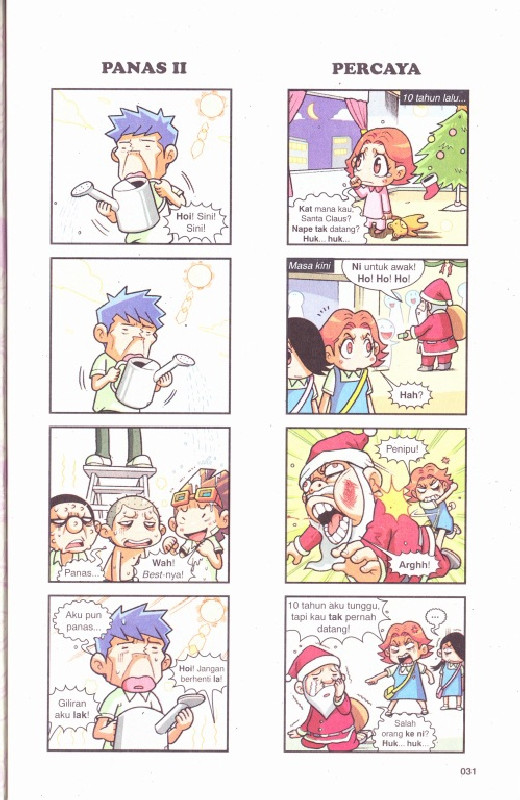 PANAS II
Hoi! Sini!
Sini!
Panas...
Wah!
Best-nya!
Aku pun
panas...
Hoi! Jangan
berhenti la!
Giliran
aku lak!
PERCAYA
10 tahun lalu...
Kat mana kau,
Santa Claus?
Nape tak datang?
Huk... huk...
Masa kini
Ni untuk awak!
Ho! Ho! Ho!
Hah?
Penipu!
Arghh!
10 tahun aku tunggu,
tapi kau tak pernah
datang!
...
Salah
orang ke ni?
Huk... huk...
031